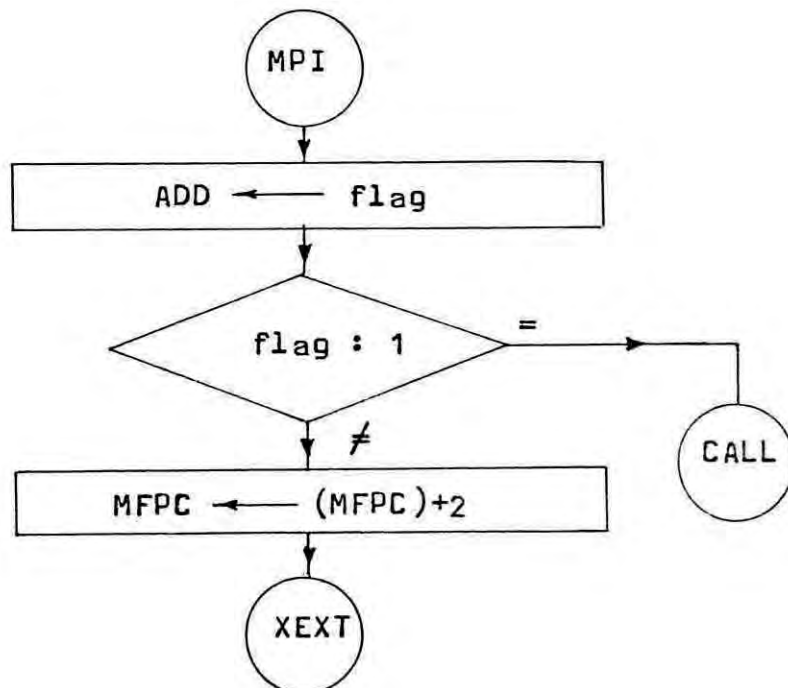 MPI
ADD ← flag
flag : 1
=
≠
CALL
MFPC ← (MFPC)+2
XEXT